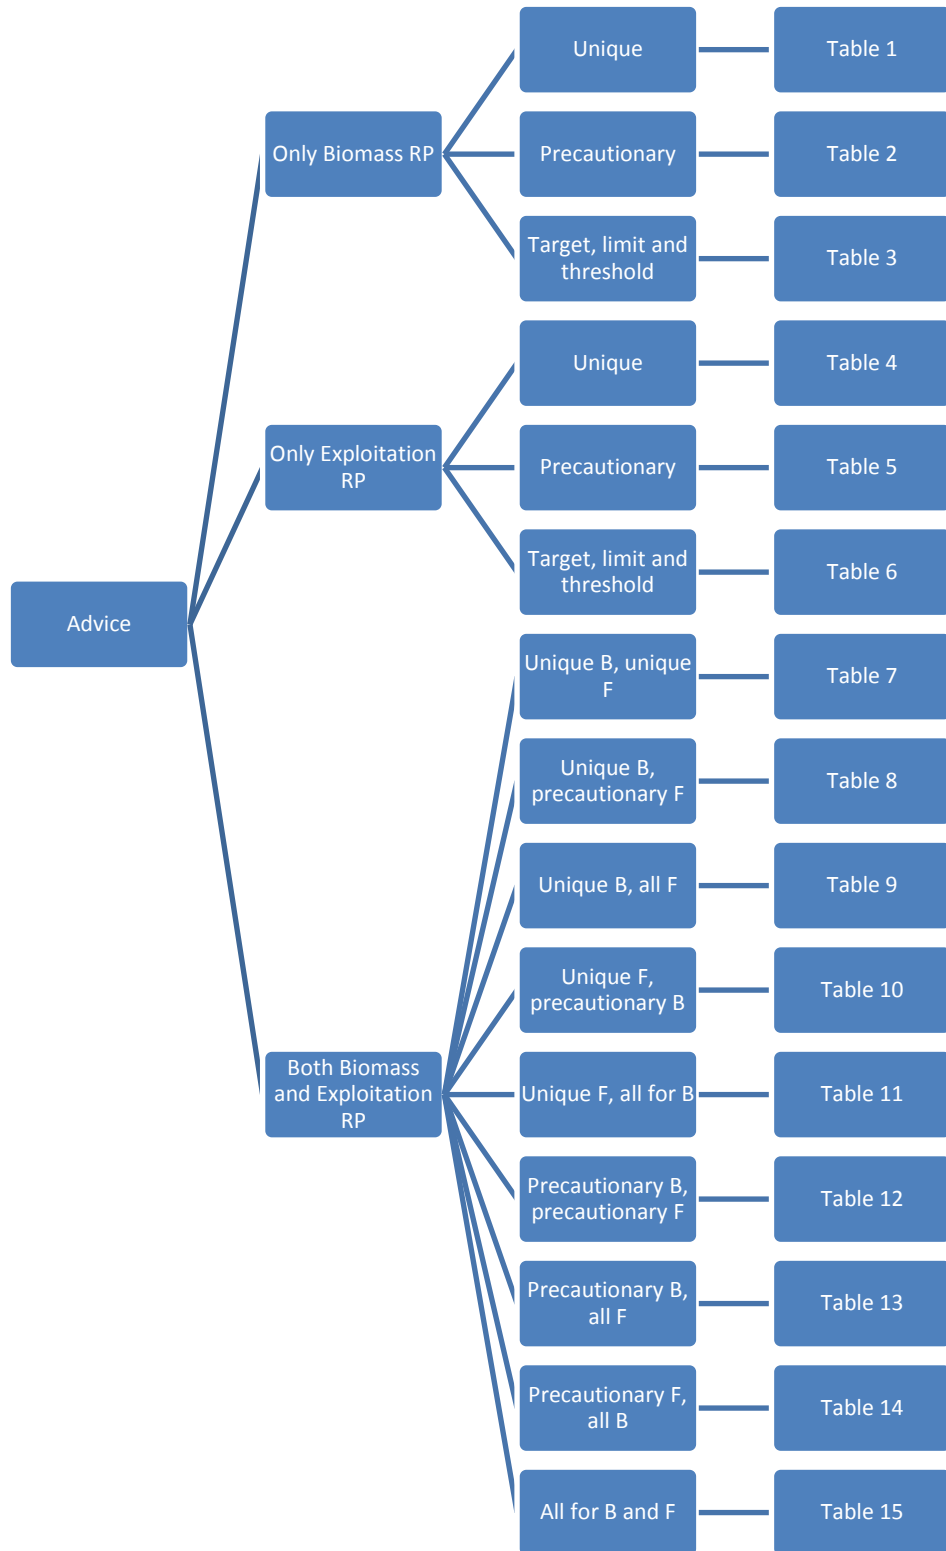 Advice
Only Biomass RP
Unique
Table 1
Precautionary
Table 2
Target, limit and
threshold
Table 3
Only Exploitation
RP
Unique
Table 4
Precautionary
Table 5
Target, limit and
threshold
Table 6
Both Biomass
and Exploitation
RP
Unique B, unique
F
Table 7
Unique B,
precautionary F
Table 8
Unique B, all F
Table 9
Unique F,
precautionary B
Table 10
Unique F, all for B
Table 11
Precautionary B,
precautionary F
Table 12
Precautionary B,
all F
Table 13
Precautionary F,
all B
Table 14
All for B and F
Table 15